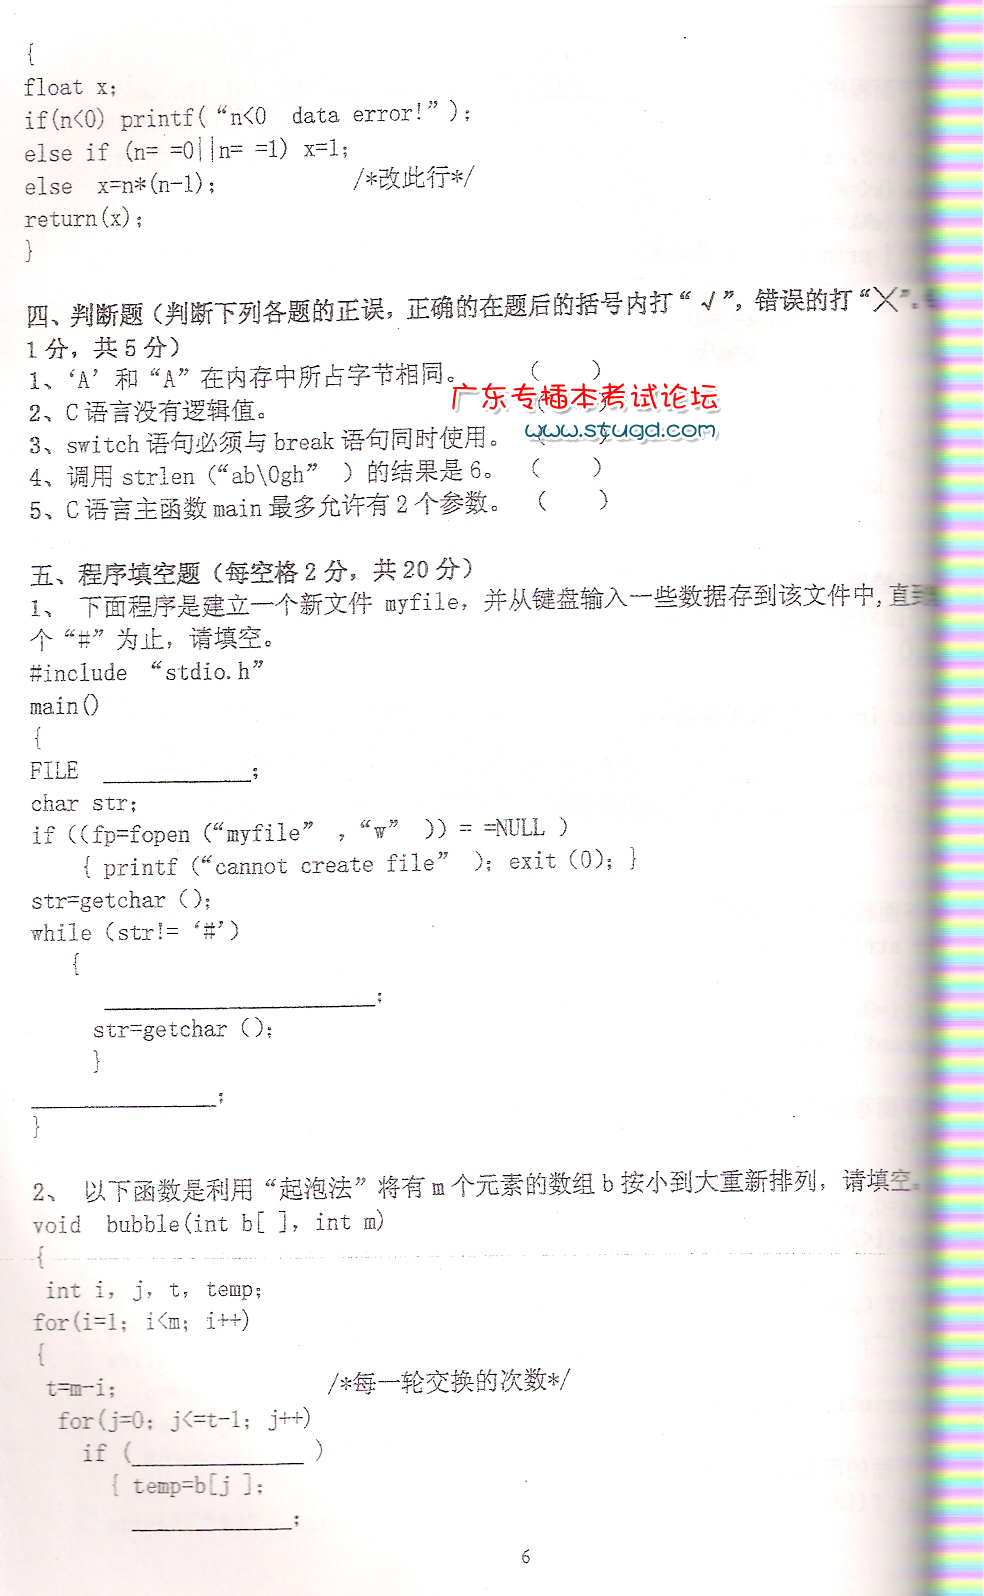 {
float x;
if(n<0) printf(“n<0  data error!”);
else if (n= =0||n= =1) x=1;
else  x=n*(n-1);            /*改此行*/
return(x);
}
四、判断题（判断下列各题的正误，正确的在题后的括号内打“√”，错误的打“╳”。
1分，共5分）
1、‘A’和“A”在内存中所占字节相同。 （    ）
2、C语言没有逻辑值。 （    ）
广东专插本考试论坛
3、switch语句必须与break语句同时使用。 （    ）
www.stugd.com
4、调用strlen（“ab\0gh” ）的结果是6。 （    ）
5、C语言主函数main最多允许有2个参数。 （    ）
五、程序填空题（每空格2分，共20分）
1、 下面程序是建立一个新文件 myfile，并从键盘输入一些数据存到该文件中,直到
个“#”为止，请填空。
#include “stdio.h”
main()
{
FILE ____________;
char str;
if ((fp=fopen (“myfile” ,“w” )) = =NULL )
{ printf (“cannot create file” ); exit (0); }
str=getchar ();
while (str!= ‘#’)
{
______________________;
str=getchar ();
}
_______________;
}
2、 以下函数是利用“起泡法”将有m个元素的数组b按小到大重新排列，请填空。
void  bubble(int b[ ], int m)
{
int i, j, t, temp;
for(i=1; i<m; i++)
{
t=m-i;                  /*每一轮交换的次数*/
for(j=0; j<=t-1; j++)
if (______________ )
{ temp=b[j ];
_____________;
6